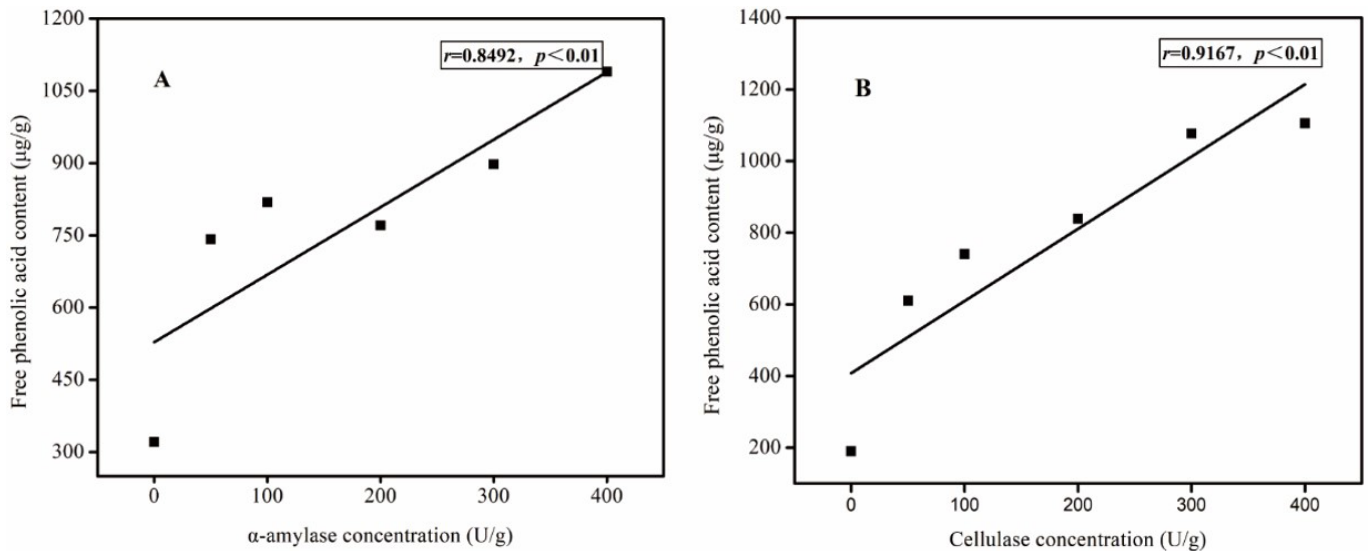 1200
1050
900
750
600
450
300
Free phenolic acid content (μg/g)
A
r=0.8492，p＜0.01
0 100 200 300 400
α-amylase concentration (U/g)
1400
1200
1000
800
600
400
200
Free phenolic acid content (μg/g)
B
r=0.9167，p＜0.01
0 100 200 300 400
Cellulase concentration (U/g)